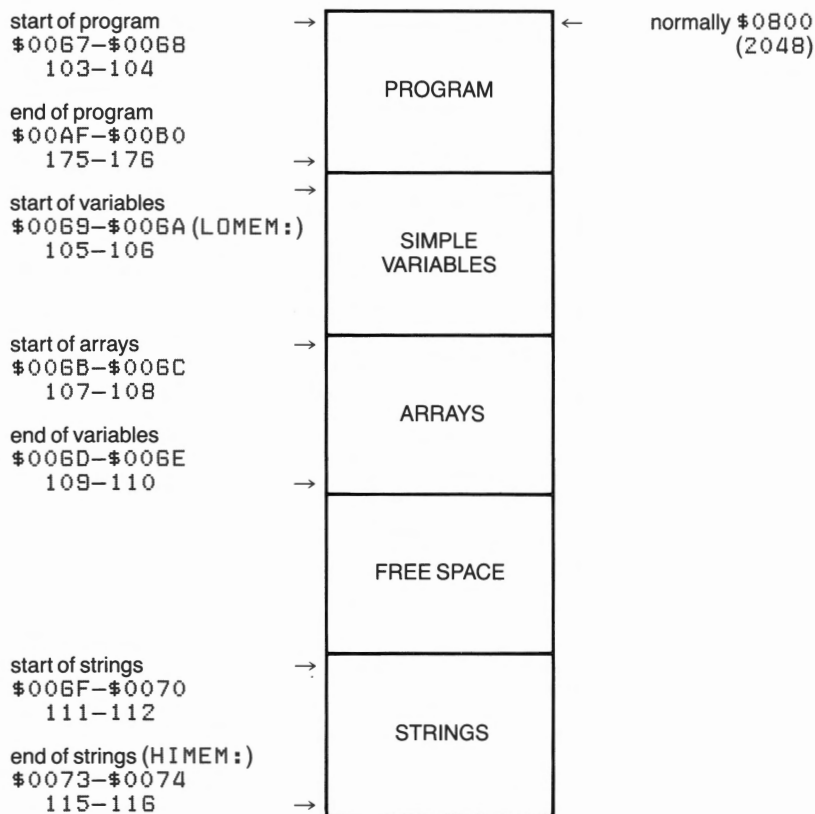 start of program → ← normally $0800
$0067–$0068 (2048)
103–104
PROGRAM
end of program
$00AF–$00B0
175–176 →
→
start of variables
$0069–$006A (LOMEM:)
105–106
SIMPLE
VARIABLES
start of arrays →
$006B–$006C
107–108
ARRAYS
end of variables
$006D–$006E
109–110 →
FREE SPACE
start of strings →
$006F–$0070
111–112
STRINGS
end of strings (HIMEM:)
$0073–$0074
115–116 →